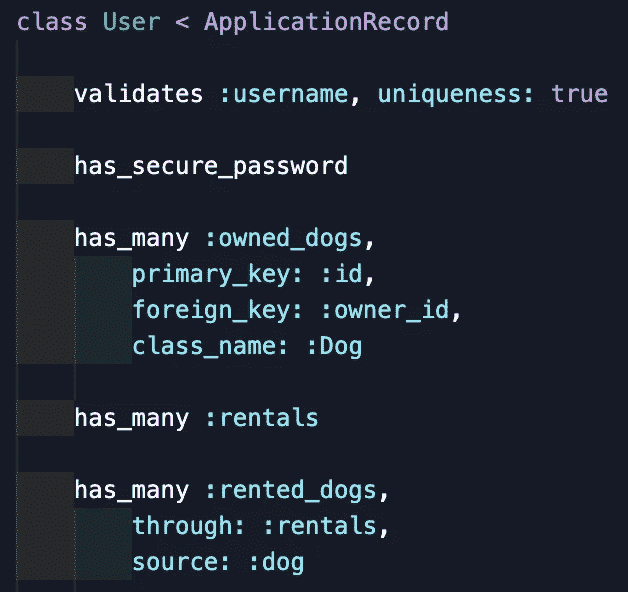 class User < ApplicationRecord
validates :username, uniqueness: true
has_secure_password
has_many :owned_dogs,
primary_key: :id,
foreign_key: :owner_id,
class_name: :Dog
has_many :rentals
has_many :rented_dogs,
through: :rentals,
source: :dog